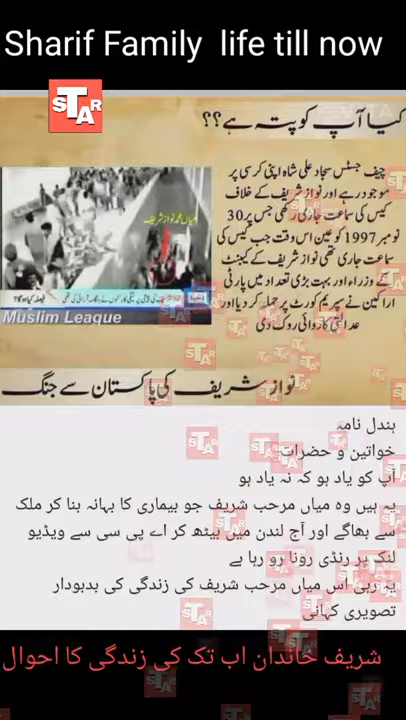 Sharif Family life till now
STAR
کیا آپ کو پتہ ہے؟؟
چیف جسٹس سجاد علی شاہ اپنی کرسی پر
موجود رہے اور نواز شریف کے خلاف
کیس کی سماعت جاری رکھی جس پر 30
نومبر 1997 کو عین اس وقت جب کیس کی
سماعت جاری تھی نواز شریف کے کیبنٹ
کے وزراء اور بہت بڑی تعداد میں پارٹی
اراکین نے سپریم کورٹ پر حملہ کر دیا اور
عدالتی کاروائی روک دی
میاں محمد نواز شریف
Muslim League
نواز شریف کی پاکستان سے جنگ
ہندل نامہ
خواتین و حضرات
آپ کو یاد ہو کہ نہ یاد ہو
یہ ہیں وہ میاں مرحب شریف جو بیماری کا بہانہ بنا کر ملک
سے بھاگے اور آج لندن میں بیٹھ کر اے پی سی سے ویڈیو
لنک پر رنڈی رونا رو رہا ہے
یہ رہی اس میاں مرحب شریف کی زندگی کی بدبودار
تصویری کہانی
شریف خاندان اب تک کی زندگی کا احوال